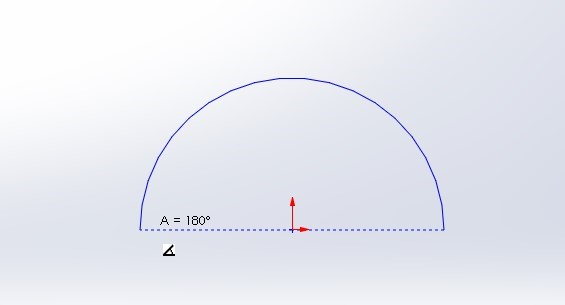 A = 180°